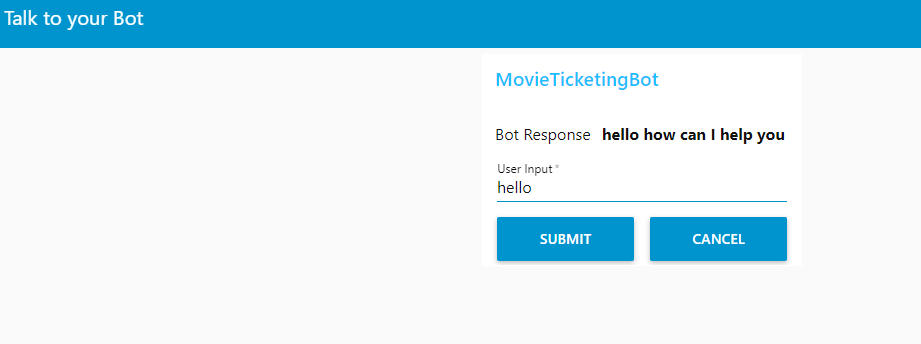 Talk to your Bot
MovieTicketingBot
Bot Response hello how can I help you
User Input *
hello
SUBMIT CANCEL